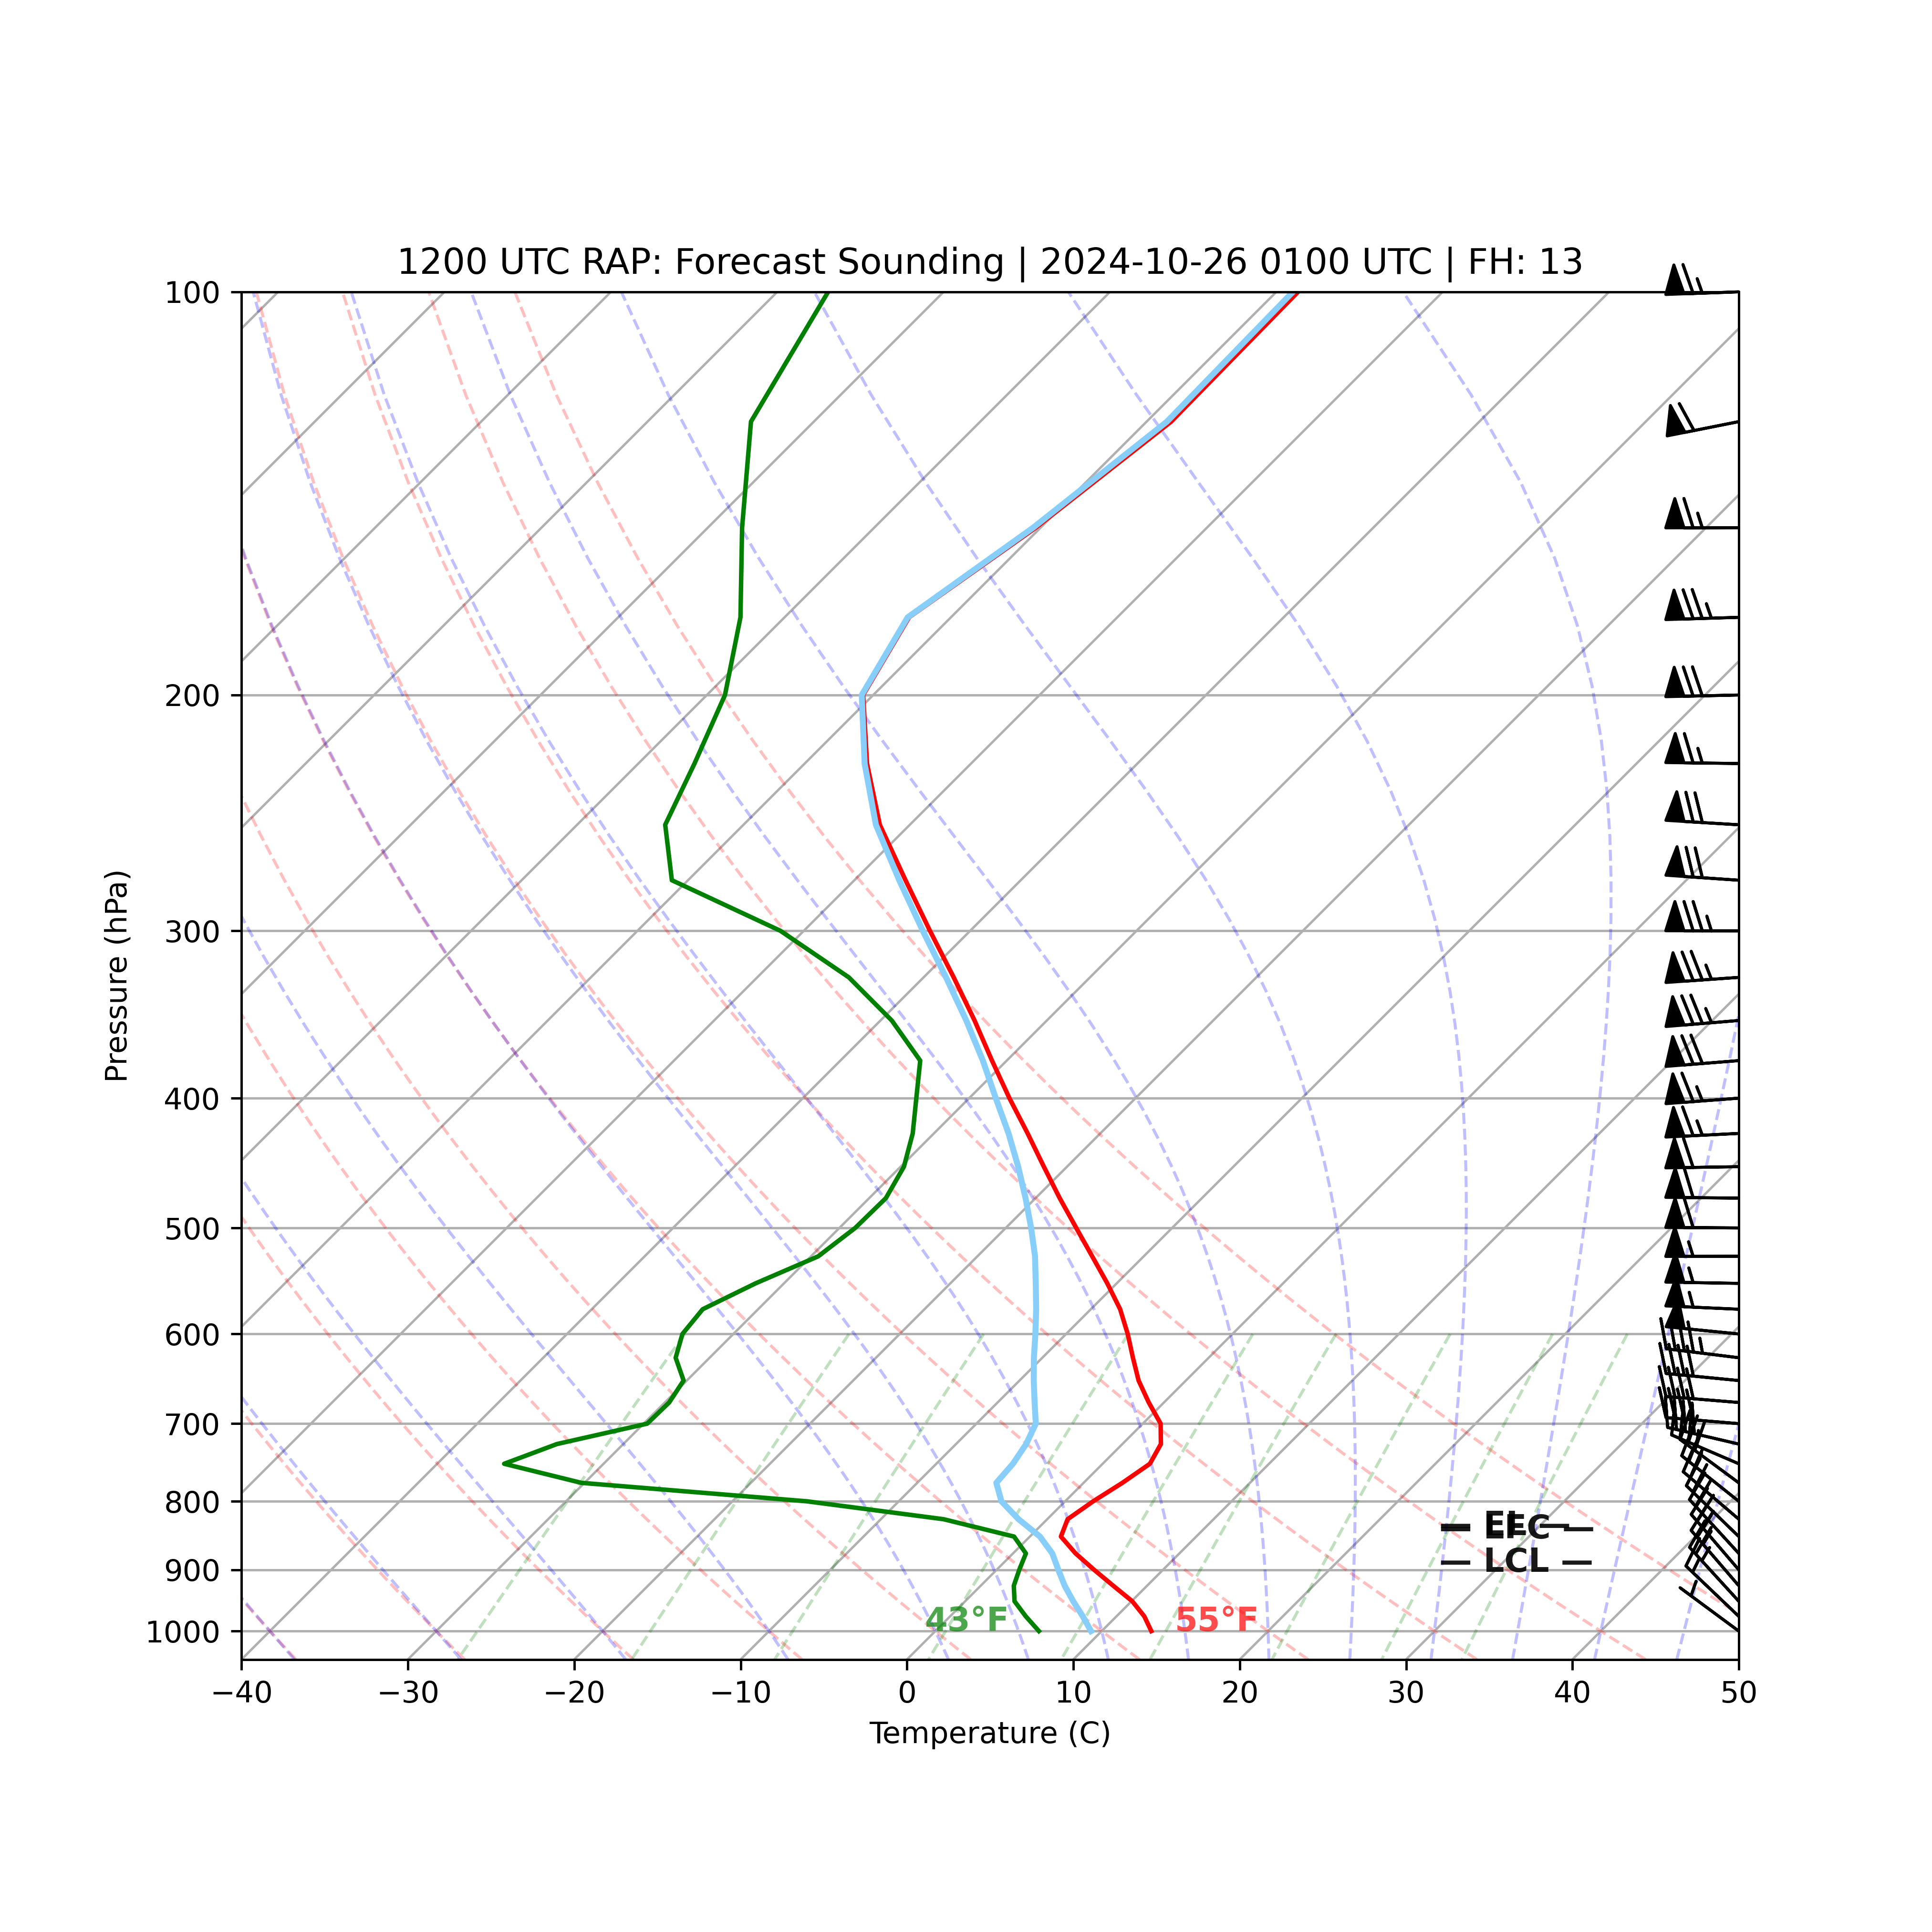 1200 UTC RAP: Forecast Sounding | 2024-10-26 0100 UTC | FH: 13
100
200
300
400
500
600
700
800
900
1000
Pressure (hPa)
EL
LFC
LCL
43°F
55°F
−40 −30 −20 −10 0 10 20 30 40 50
Temperature (C)